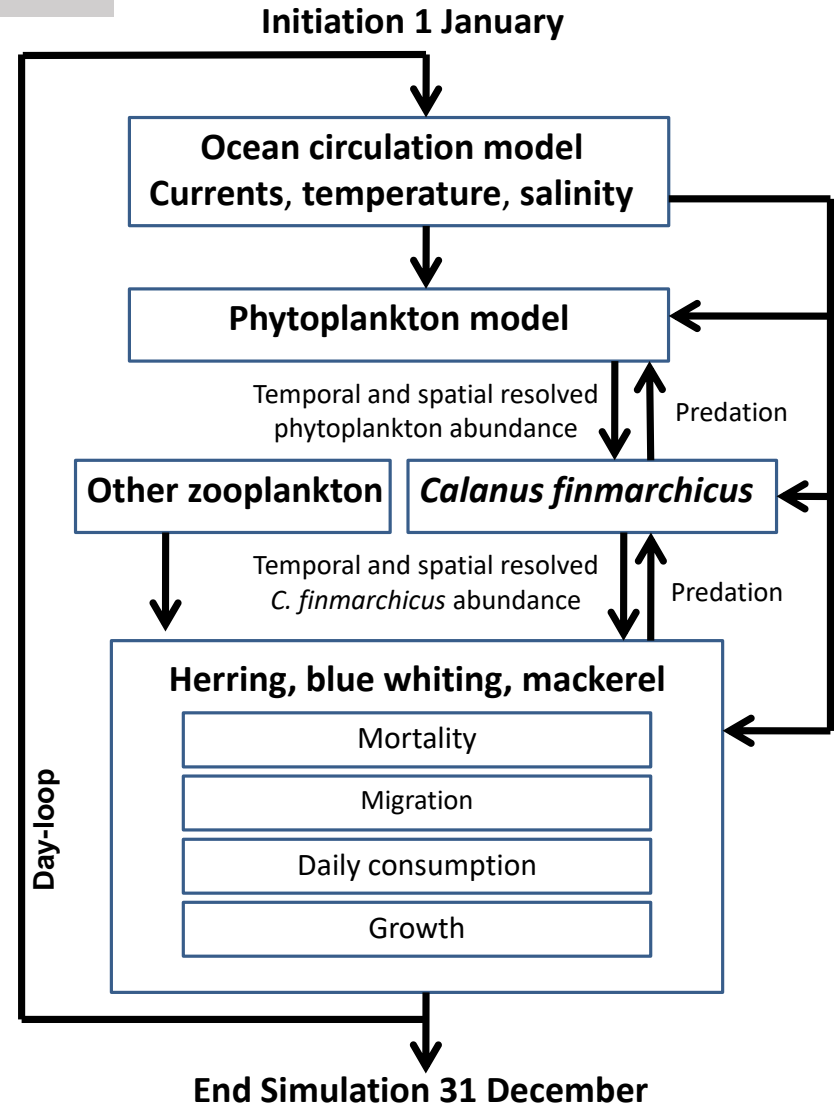 Initiation 1 January
Ocean circulation model
Currents, temperature, salinity
Phytoplankton model
Temporal and spatial resolved
phytoplankton abundance
Predation
Other zooplankton
Calanus finmarchicus
Temporal and spatial resolved
C. finmarchicus abundance
Predation
Herring, blue whiting, mackerel
Mortality
Migration
Daily consumption
Growth
Day-loop
End Simulation 31 December